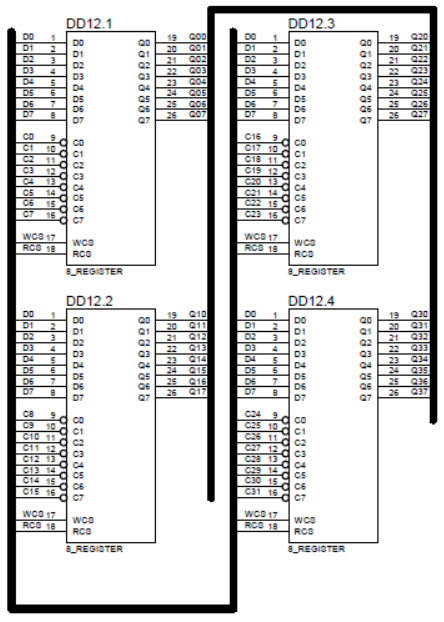 DD12.1
D0 1 D0 Q0 19 Q00
D1 2 D1 Q1 20 Q01
D2 3 D2 Q2 21 Q02
D3 4 D3 Q3 22 Q03
D4 5 D4 Q4 23 Q04
D5 6 D5 Q5 24 Q05
D6 7 D6 Q6 25 Q06
D7 8 D7 Q7 26 Q07
C0 9 C0
C1 10 C1
C2 11 C2
C3 12 C3
C4 13 C4
C5 14 C5
C6 15 C6
C7 16 C7
WCS 17 WCS
RCS 18 RCS
8_REGISTER
DD12.2
D0 1 D0 Q0 19 Q10
D1 2 D1 Q1 20 Q11
D2 3 D2 Q2 21 Q12
D3 4 D3 Q3 22 Q13
D4 5 D4 Q4 23 Q14
D5 6 D5 Q5 24 Q15
D6 7 D6 Q6 25 Q16
D7 8 D7 Q7 26 Q17
C8 9 C0
C9 10 C1
C10 11 C2
C11 12 C3
C12 13 C4
C13 14 C5
C14 15 C6
C15 16 C7
WCS 17 WCS
RCS 18 RCS
8_REGISTER
DD12.3
D0 1 D0 Q0 19 Q20
D1 2 D1 Q1 20 Q21
D2 3 D2 Q2 21 Q22
D3 4 D3 Q3 22 Q23
D4 5 D4 Q4 23 Q24
D5 6 D5 Q5 24 Q25
D6 7 D6 Q6 25 Q26
D7 8 D7 Q7 26 Q27
C16 9 C0
C17 10 C1
C18 11 C2
C19 12 C3
C20 13 C4
C21 14 C5
C22 15 C6
C23 16 C7
WCS 17 WCS
RCS 18 RCS
8_REGISTER
DD12.4
D0 1 D0 Q0 19 Q30
D1 2 D1 Q1 20 Q31
D2 3 D2 Q2 21 Q32
D3 4 D3 Q3 22 Q33
D4 5 D4 Q4 23 Q34
D5 6 D5 Q5 24 Q35
D6 7 D6 Q6 25 Q36
D7 8 D7 Q7 26 Q37
C24 9 C0
C25 10 C1
C26 11 C2
C27 12 C3
C28 13 C4
C29 14 C5
C30 15 C6
C31 16 C7
WCS 17 WCS
RCS 18 RCS
8_REGISTER